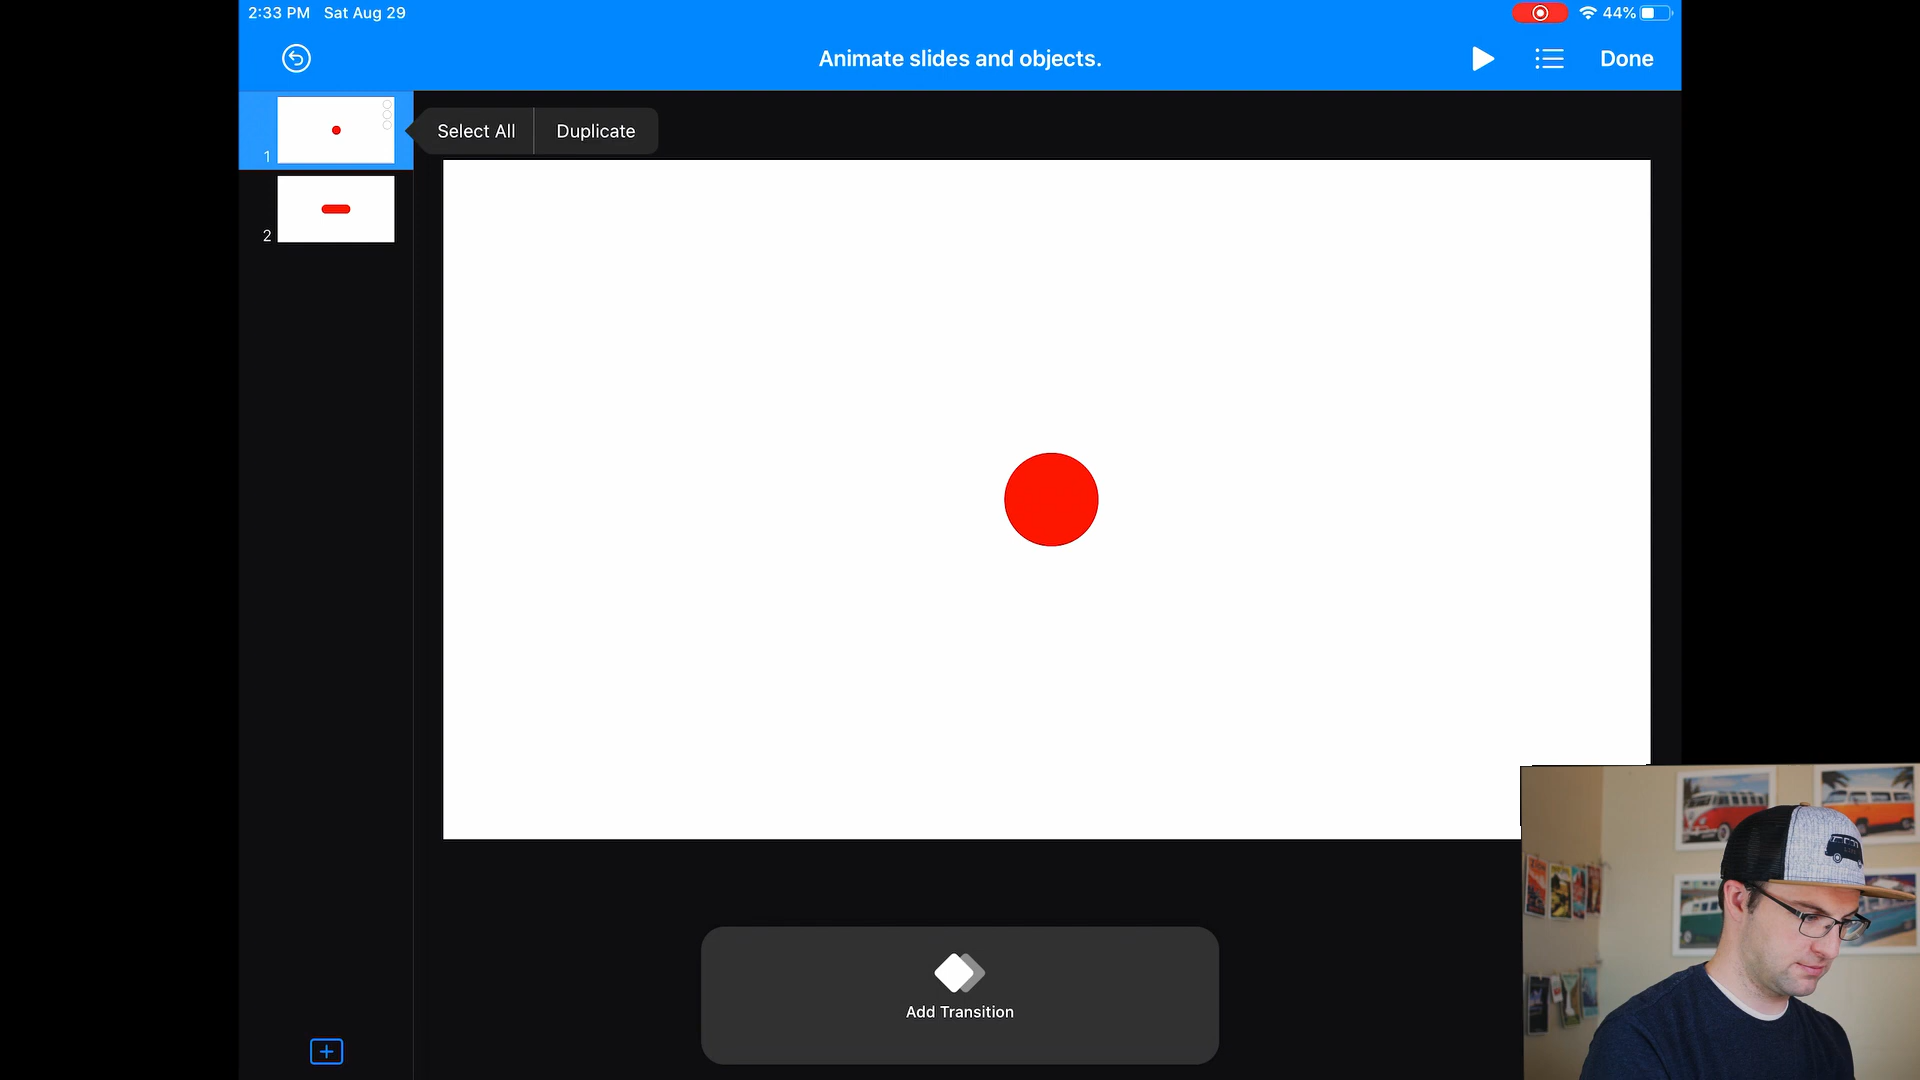 2:33 PM Sat Aug 29
44%
Animate slides and objects.
Done
Select All
Duplicate
1
2
Add Transition